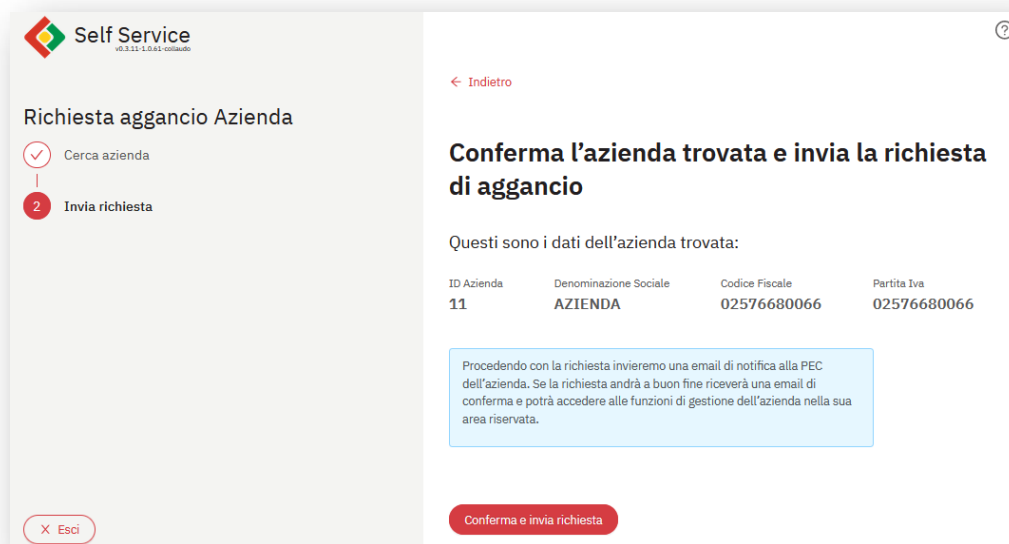 Self Service
v0.3.11-1.0.61-collaudo
Richiesta aggancio Azienda
Cerca azienda
2 Invia richiesta
X Esci
?
← Indietro
Conferma l'azienda trovata e invia la richiesta
di aggancio
Questi sono i dati dell'azienda trovata:
ID Azienda Denominazione Sociale Codice Fiscale Partita Iva
11 AZIENDA 02576680066 02576680066
Procedendo con la richiesta invieremo una email di notifica alla PEC
dell'azienda. Se la richiesta andrà a buon fine riceverà una email di
conferma e potrà accedere alle funzioni di gestione dell'azienda nella sua
area riservata.
Conferma e invia richiesta